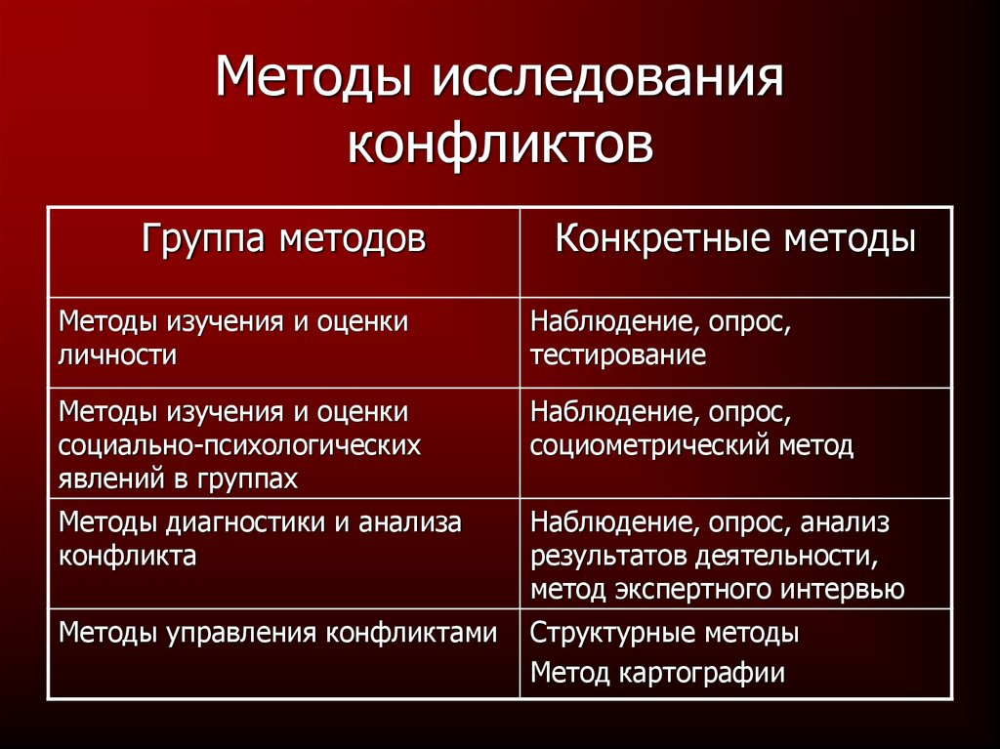 Методы исследования
конфликтов
Группа методов
Конкретные методы
Методы изучения и оценки
личности
Наблюдение, опрос,
тестирование
Методы изучения и оценки
социально-психологических
явлений в группах
Наблюдение, опрос,
социометрический метод
Методы диагностики и анализа
конфликта
Наблюдение, опрос, анализ
результатов деятельности,
метод экспертного интервью
Методы управления конфликтами
Структурные методы
Метод картографии